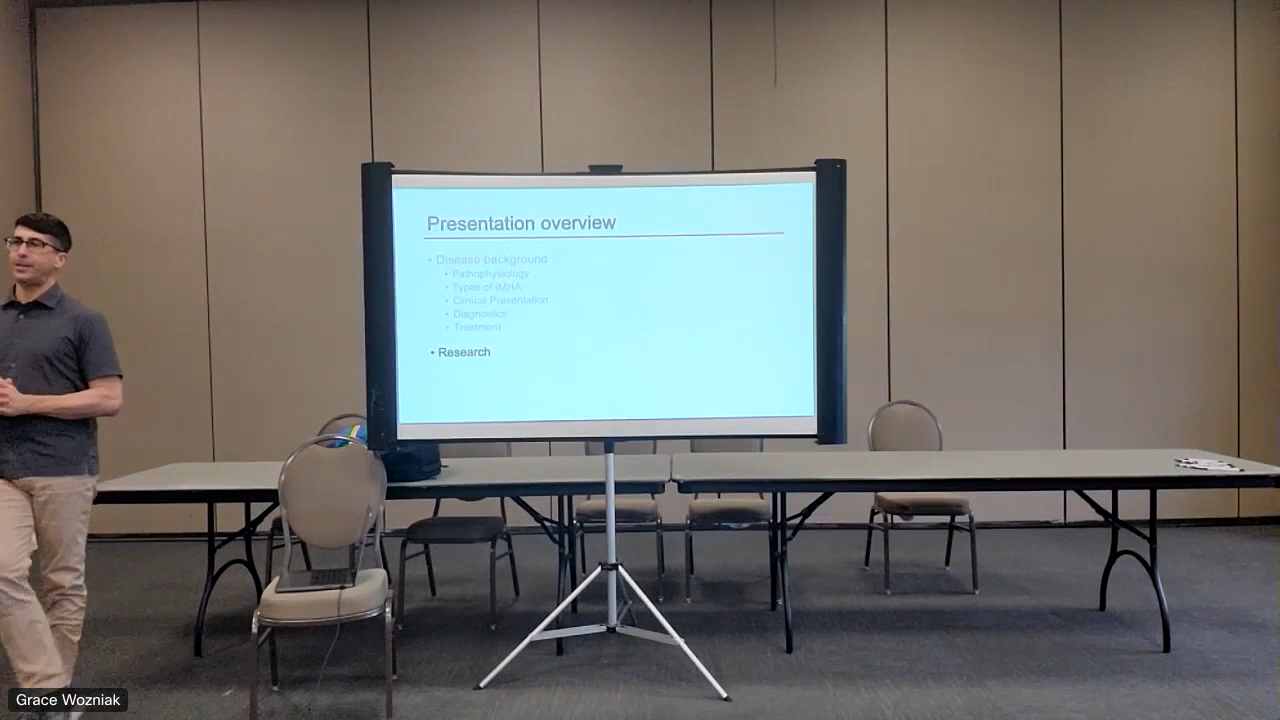 Presentation overview
• Disease background
• Pathophysiology
• Types of IMHA
• Clinical Presentation
• Diagnostics
• Treatment
• Research
Grace Wozniak